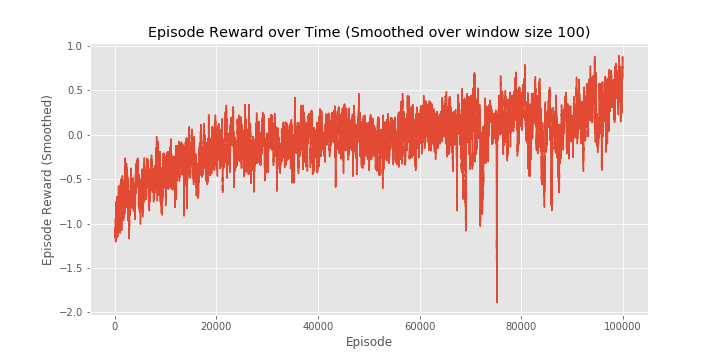 Episode Reward over Time (Smoothed over window size 100)
1.0
0.5
0.0
−0.5
−1.0
−1.5
−2.0
Episode Reward (Smoothed)
0 20000 40000 60000 80000 100000
Episode